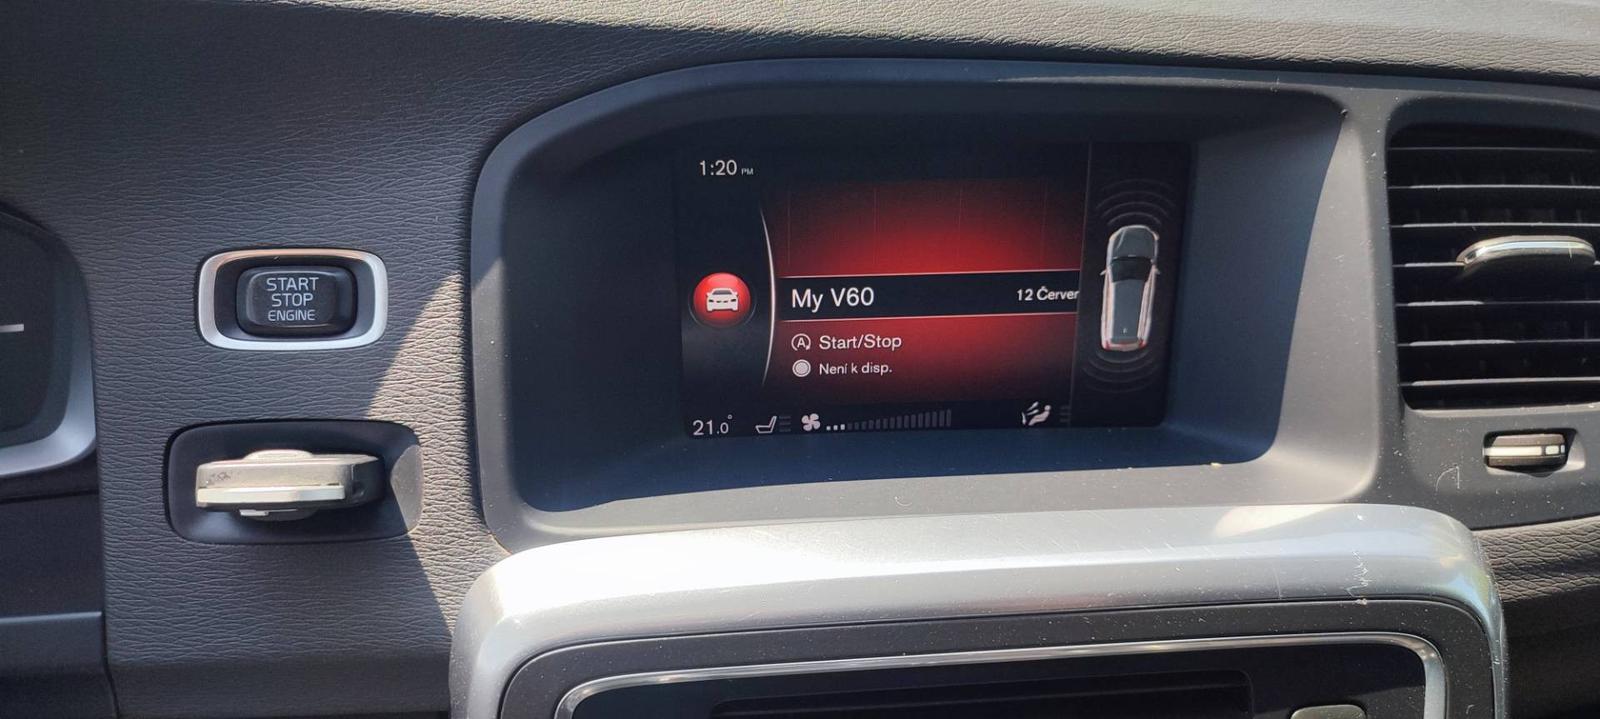 START
STOP
ENGINE
1:20 PM
My V60
12 Červen
A Start/Stop
Není k disp.
21.0°